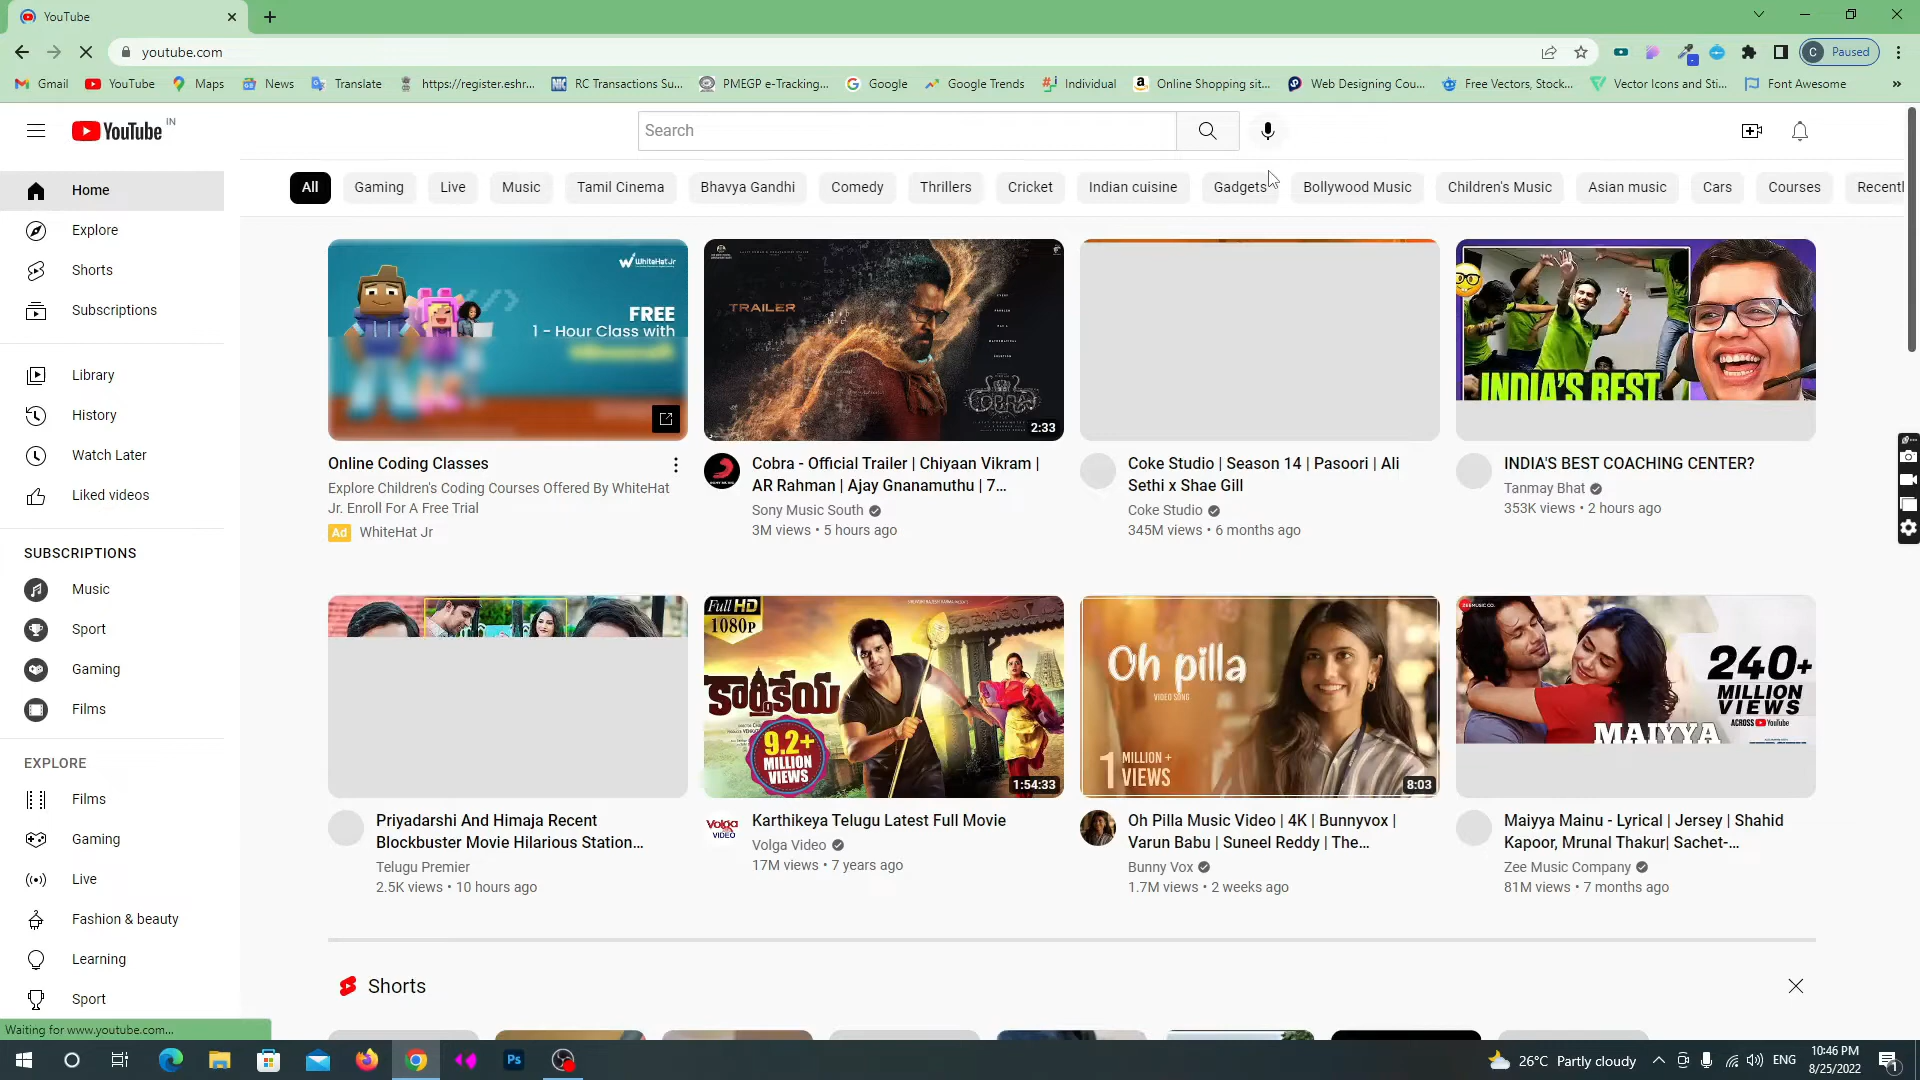 YouTube
youtube.com
Paused
Gmail
YouTube
Maps
News
Translate
https://register.eshr...
RC Transactions Su...
PMEGP e-Tracking...
Google
Google Trends
Individual
Online Shopping sit...
Web Designing Cou...
Free Vectors, Stock...
Vector Icons and Sti...
Font Awesome
YouTube IN
Search
All
Gaming
Live
Music
Tamil Cinema
Bhavya Gandhi
Comedy
Thrillers
Cricket
Indian cuisine
Gadgets
Bollywood Music
Children's Music
Asian music
Cars
Courses
Recentl
Home
Explore
Shorts
Subscriptions
Library
History
Watch Later
Liked videos
SUBSCRIPTIONS
Music
Sport
Gaming
Films
EXPLORE
Films
Gaming
Live
Fashion & beauty
Learning
Sport
WhiteHat Jr
FREE
1 - Hour Class with
Online Coding Classes
Explore Children's Coding Courses Offered By WhiteHat
Jr. Enroll For A Free Trial
Ad WhiteHat Jr
TRAILER
COBRA
2:33
Cobra - Official Trailer | Chiyaan Vikram |
AR Rahman | Ajay Gnanamuthu | 7...
Sony Music South
3M views • 5 hours ago
Coke Studio | Season 14 | Pasoori | Ali
Sethi x Shae Gill
Coke Studio
345M views • 6 months ago
INDIA'S BEST
INDIA'S BEST COACHING CENTER?
Tanmay Bhat
353K views • 2 hours ago
Priyadarshi And Himaja Recent
Blockbuster Movie Hilarious Station...
Telugu Premier
2.5K views • 10 hours ago
Full HD
1080p
కార్తికేయ
9.2+
MILLION
VIEWS
1:54:33
Volga
VIDEO
Karthikeya Telugu Latest Full Movie
Volga Video
17M views • 7 years ago
Oh pilla
VIDEO SONG
1 MILLION +
VIEWS
8:03
Oh Pilla Music Video | 4K | Bunnyvox |
Varun Babu | Suneel Reddy | The...
Bunny Vox
1.7M views • 2 weeks ago
ZEE MUSIC CO.
240+
MILLION
VIEWS
ACROSS YouTube
MAIYYA
Maiyya Mainu - Lyrical | Jersey | Shahid
Kapoor, Mrunal Thakur| Sachet-...
Zee Music Company
81M views • 7 months ago
Shorts
Waiting for www.youtube.com...
Ps
26°C Partly cloudy
ENG
10:46 PM
8/25/2022